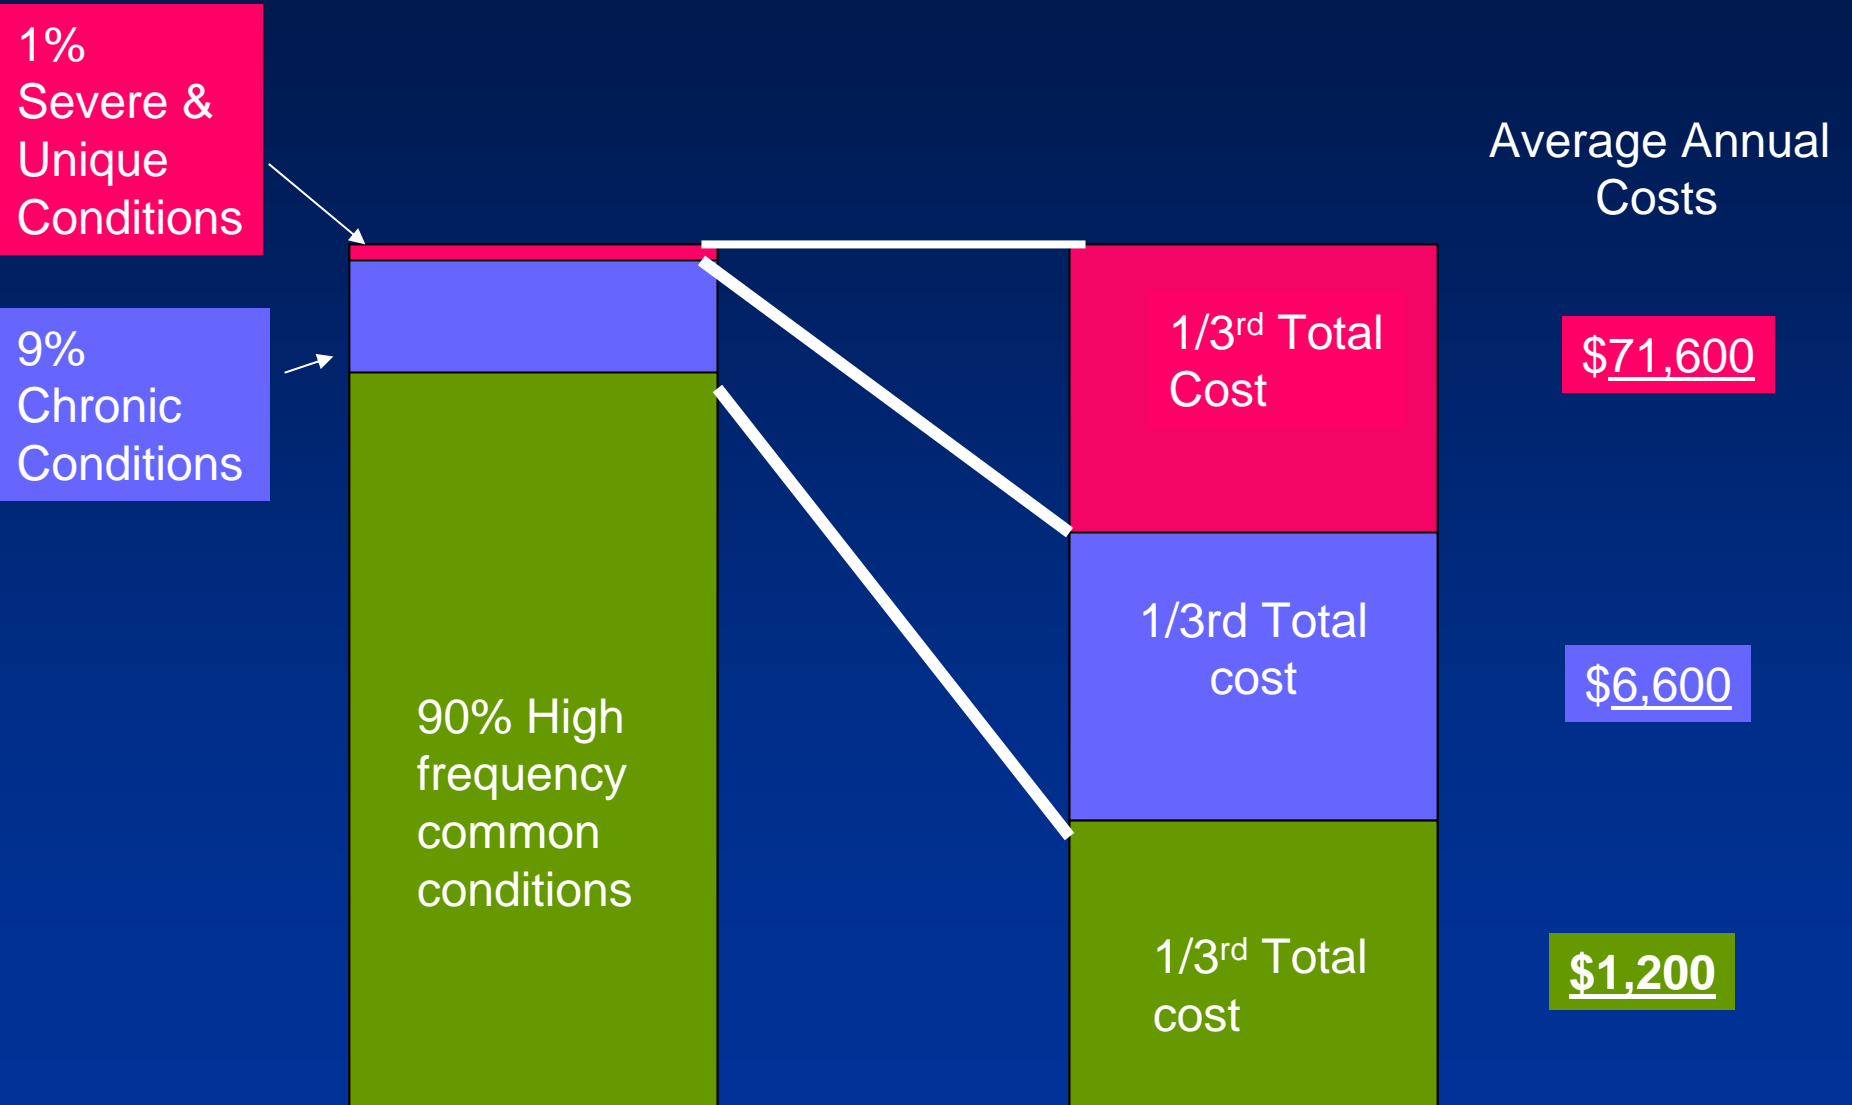 1%
Severe &
Unique
Conditions
9%
Chronic
Conditions
90% High
frequency
common
conditions
1/3rd Total
Cost
1/3rd Total
cost
1/3rd Total
cost
Average Annual
Costs
$71,600
$6,600
$1,200